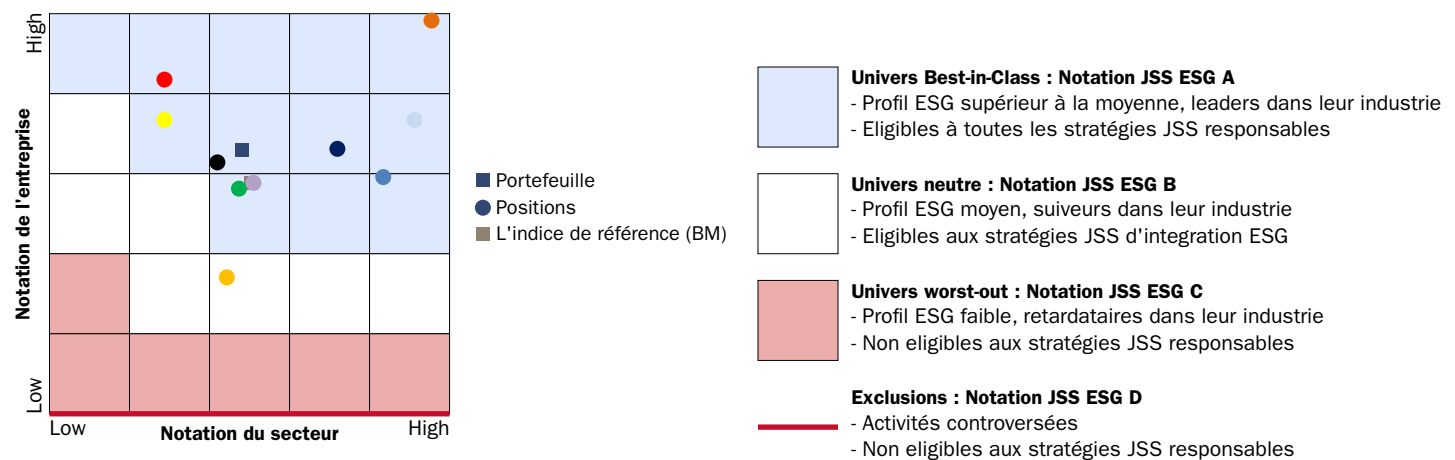 High
Notation de l'entreprise
Low
Low
Notation du secteur
High
Portefeuille
Positions
L'indice de référence (BM)
Univers Best-in-Class : Notation JSS ESG A
- Profil ESG supérieur à la moyenne, leaders dans leur industrie
- Eligibles à toutes les stratégies JSS responsables
Univers neutre : Notation JSS ESG B
- Profil ESG moyen, suiveurs dans leur industrie
- Eligibles aux stratégies JSS d'integration ESG
Univers worst-out : Notation JSS ESG C
- Profil ESG faible, retardataires dans leur industrie
- Non eligibles aux stratégies JSS responsables
Exclusions : Notation JSS ESG D
- Activités controversées
- Non eligibles aux stratégies JSS responsables